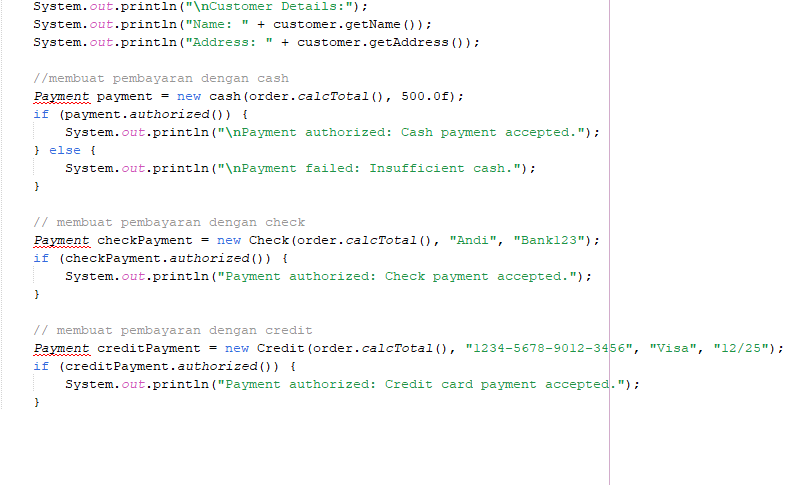 System.out.println("\nCustomer Details:");
System.out.println("Name: " + customer.getName());
System.out.println("Address: " + customer.getAddress());
//membuat pembayaran dengan cash
Payment payment = new cash(order.calcTotal(), 500.0f);
if (payment.authorized()) {
System.out.println("\nPayment authorized: Cash payment accepted.");
} else {
System.out.println("\nPayment failed: Insufficient cash.");
}
// membuat pembayaran dengan check
Payment checkPayment = new Check(order.calcTotal(), "Andi", "Bank123");
if (checkPayment.authorized()) {
System.out.println("Payment authorized: Check payment accepted.");
}
// membuat pembayaran dengan credit
Payment creditPayment = new Credit(order.calcTotal(), "1234-5678-9012-3456", "Visa", "12/25");
if (creditPayment.authorized()) {
System.out.println("Payment authorized: Credit card payment accepted.");
}